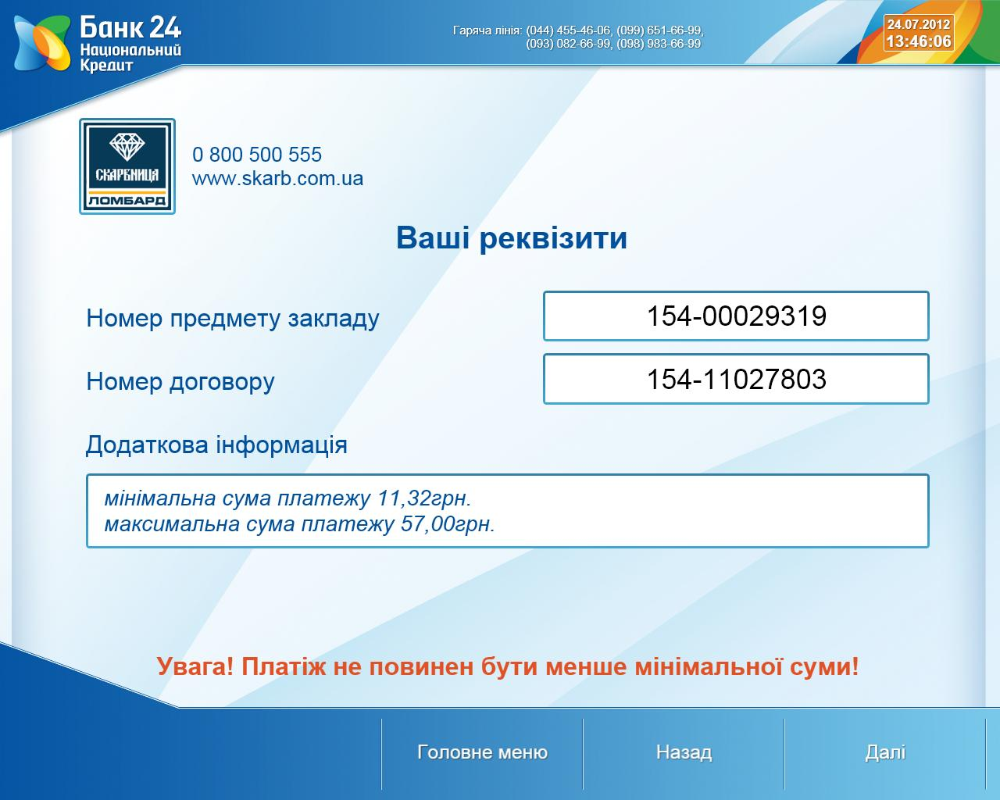 Банк 24
Національний
Кредит
Гаряча лінія: (044) 455-46-06, (099) 651-66-99,
(093) 082-66-99, (098) 983-66-99
24.07.2012
13:46:06
СКАРБНИЦЯ
ЛОМБАРД
0 800 500 555
www.skarb.com.ua
Ваші реквізити
Номер предмету закладу
154-00029319
Номер договору
154-11027803
Додаткова інформація
мінімальна сума платежу 11,32грн.
максимальна сума платежу 57,00грн.
Увага! Платіж не повинен бути менше мінімальної суми!
Головне меню
Назад
Далі